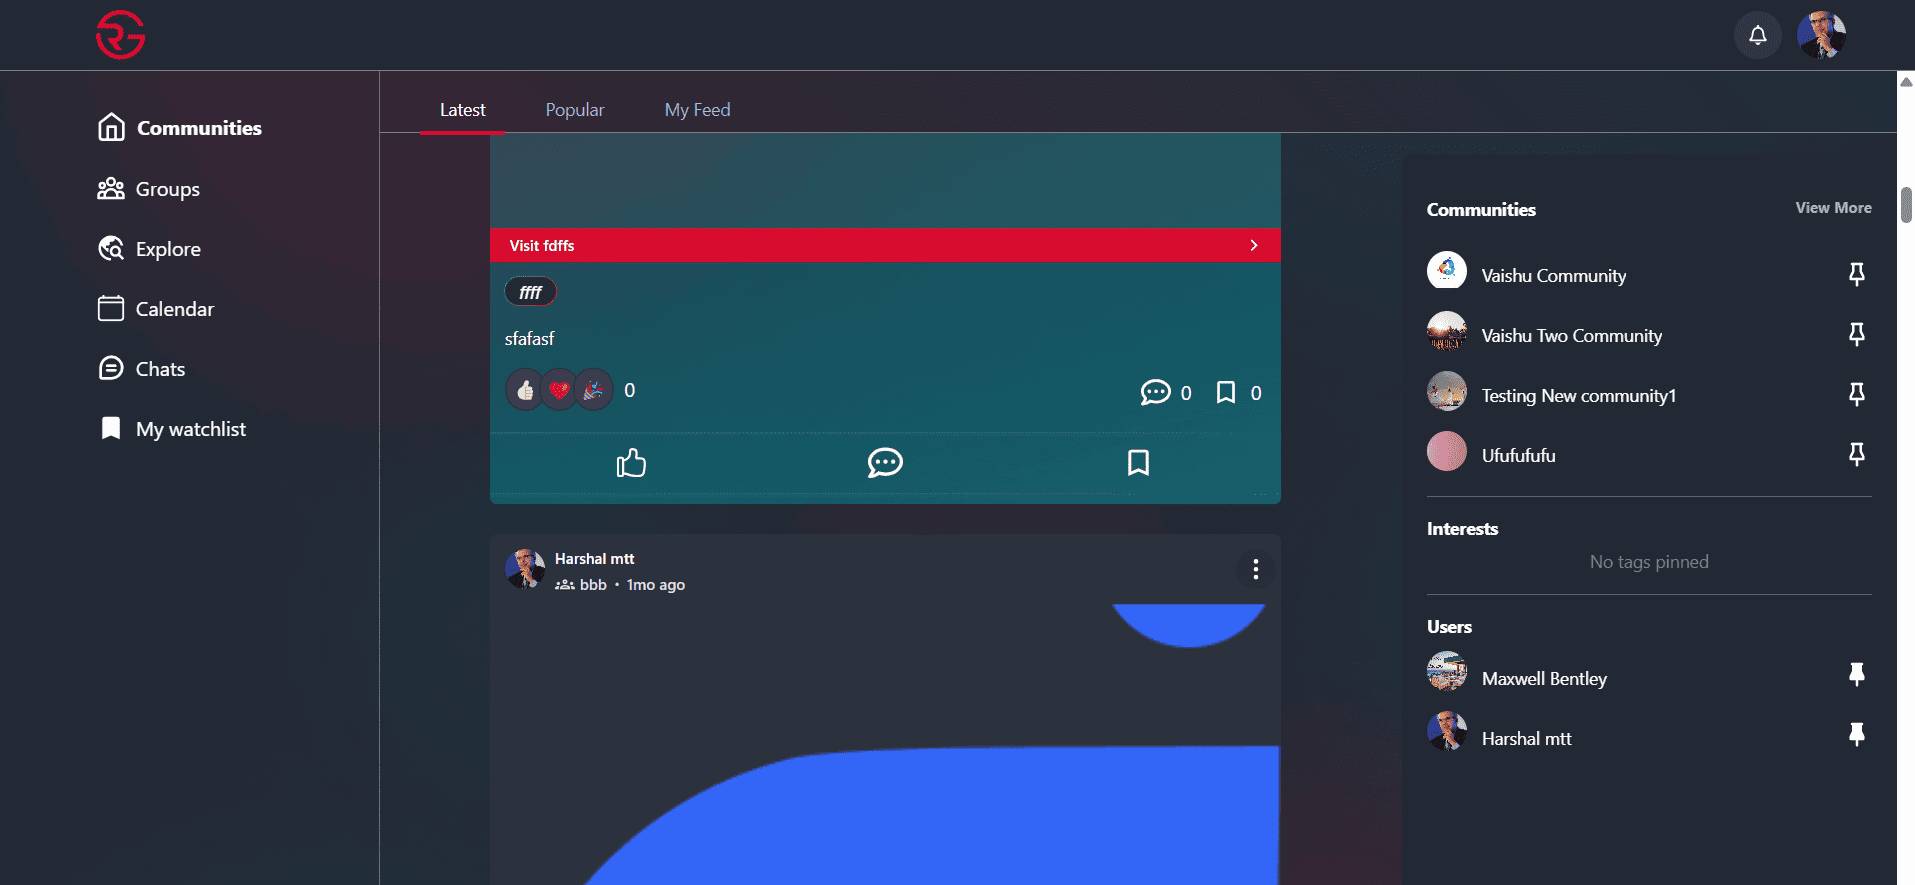 Communities
Groups
Explore
Calendar
Chats
My watchlist
Latest
Popular
My Feed
Visit fdffs
ffff
sfafasf
0
0
0
Harshal mtt
bbb • 1mo ago
Communities
View More
Vaishu Community
Vaishu Two Community
Testing New community1
Ufufufufu
Interests
No tags pinned
Users
Maxwell Bentley
Harshal mtt